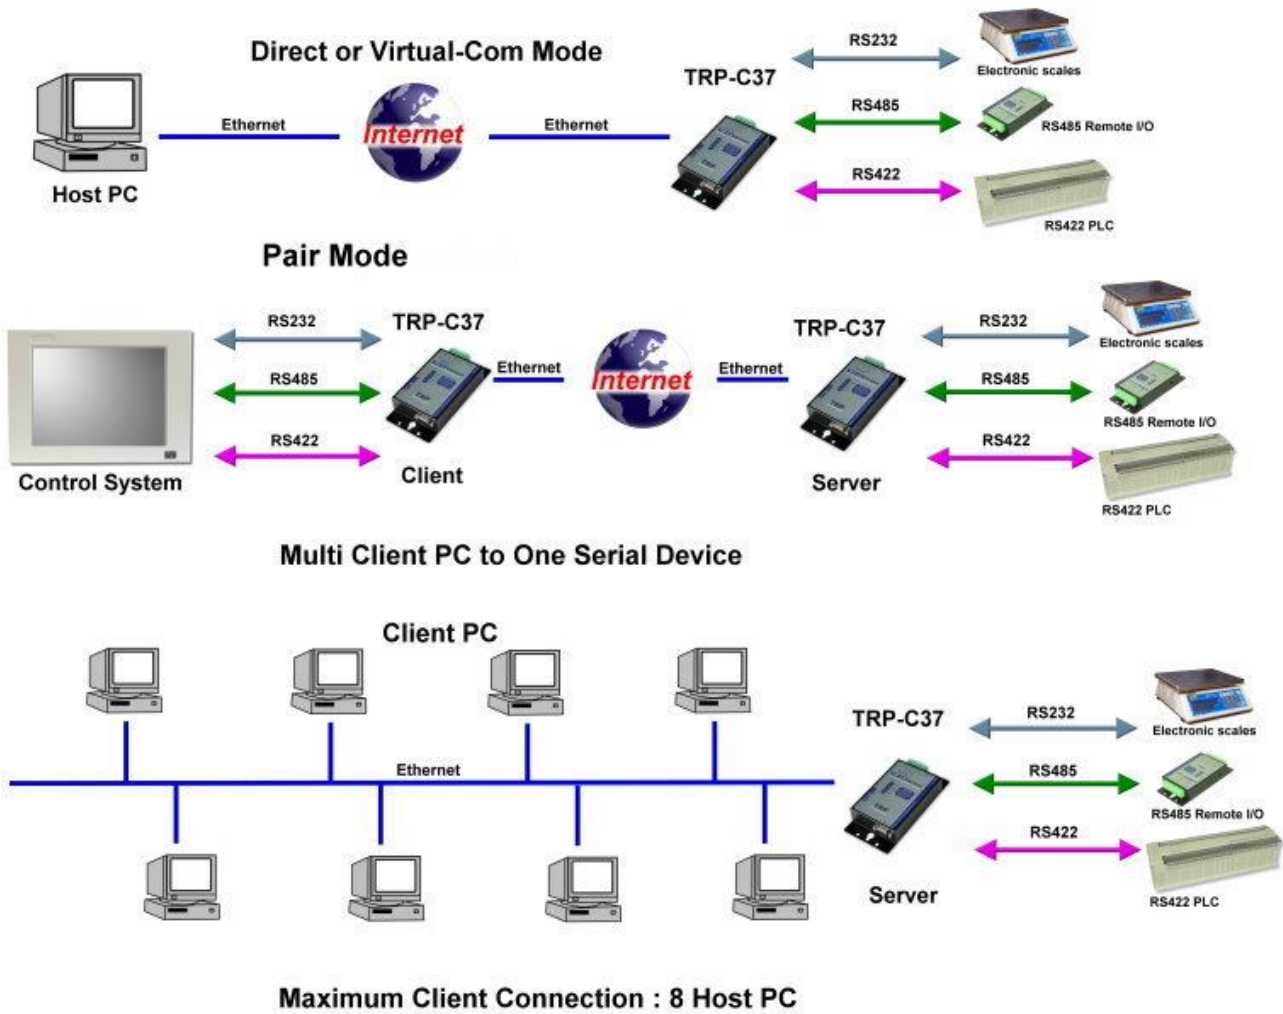 Direct or Virtual-Com Mode
RS232
Electronic scales
TRP-C37
Ethernet
Internet
Ethernet
RS485
RS485 Remote I/O
Host PC
RS422
RS422 PLC
Pair Mode
RS232
TRP-C37
TRP-C37
RS232
Electronic scales
RS485
Ethernet
Internet
Ethernet
RS485
RS485 Remote I/O
RS422
RS422
Control System
Client
Server
RS422 PLC
Multi Client PC to One Serial Device
Client PC
TRP-C37
RS232
Electronic scales
Ethernet
RS485
RS485 Remote I/O
RS422
Server
RS422 PLC
Maximum Client Connection : 8 Host PC